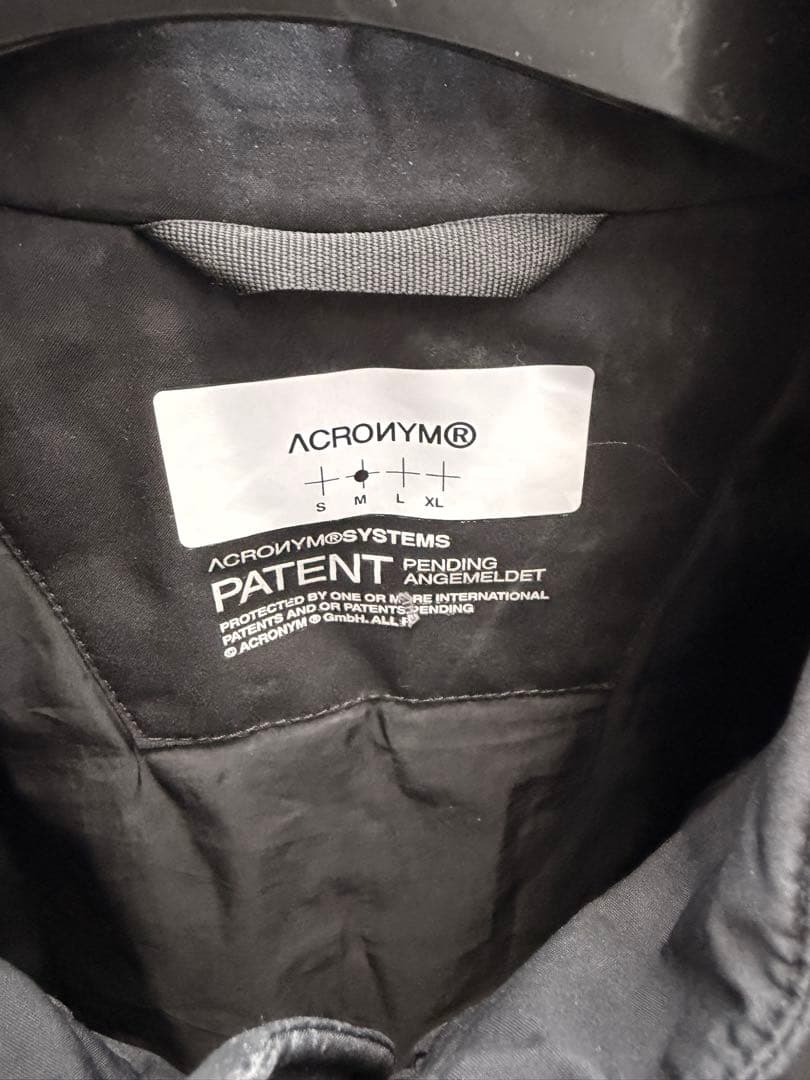 ACRONYM®
S M L XL
ACRONYM®SYSTEMS
PATENT PENDING
ANGEMELDET
PROTECTED BY ONE OR MORE INTERNATIONAL
PATENTS AND OR PATENTS PENDING
© ACRONYM® GmbH. ALL